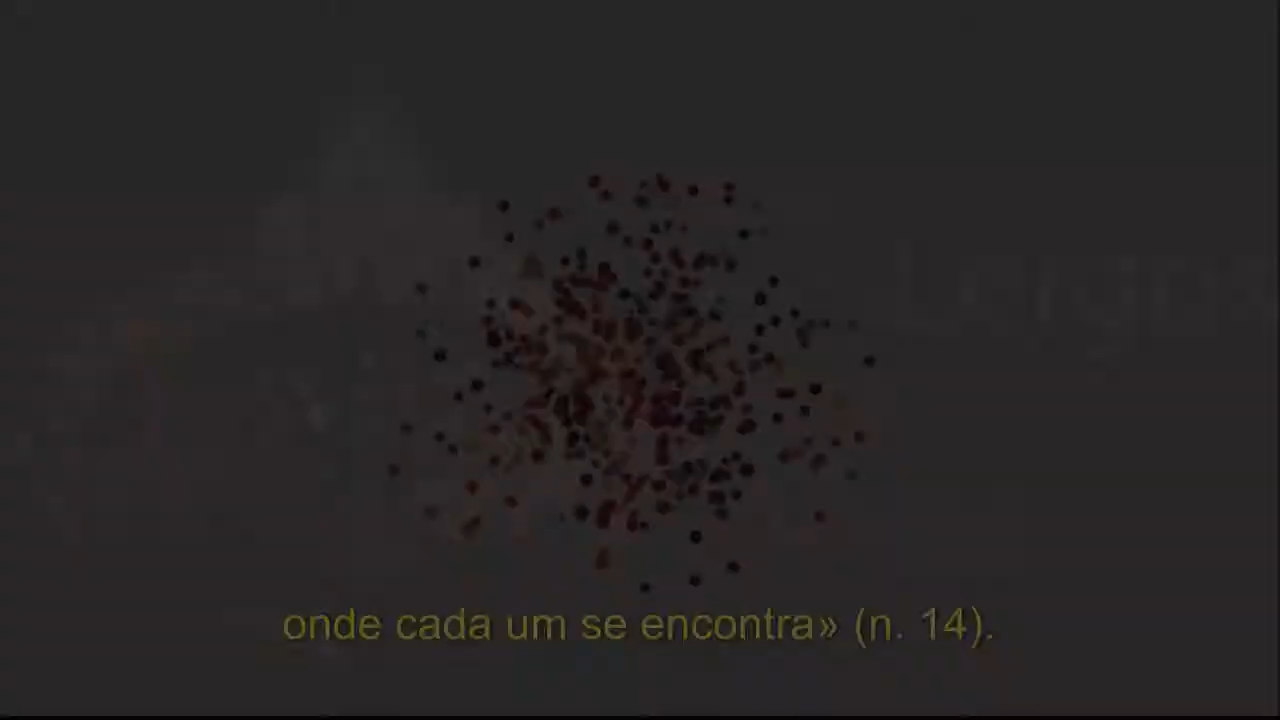 onde cada um se encontra» (n. 14).